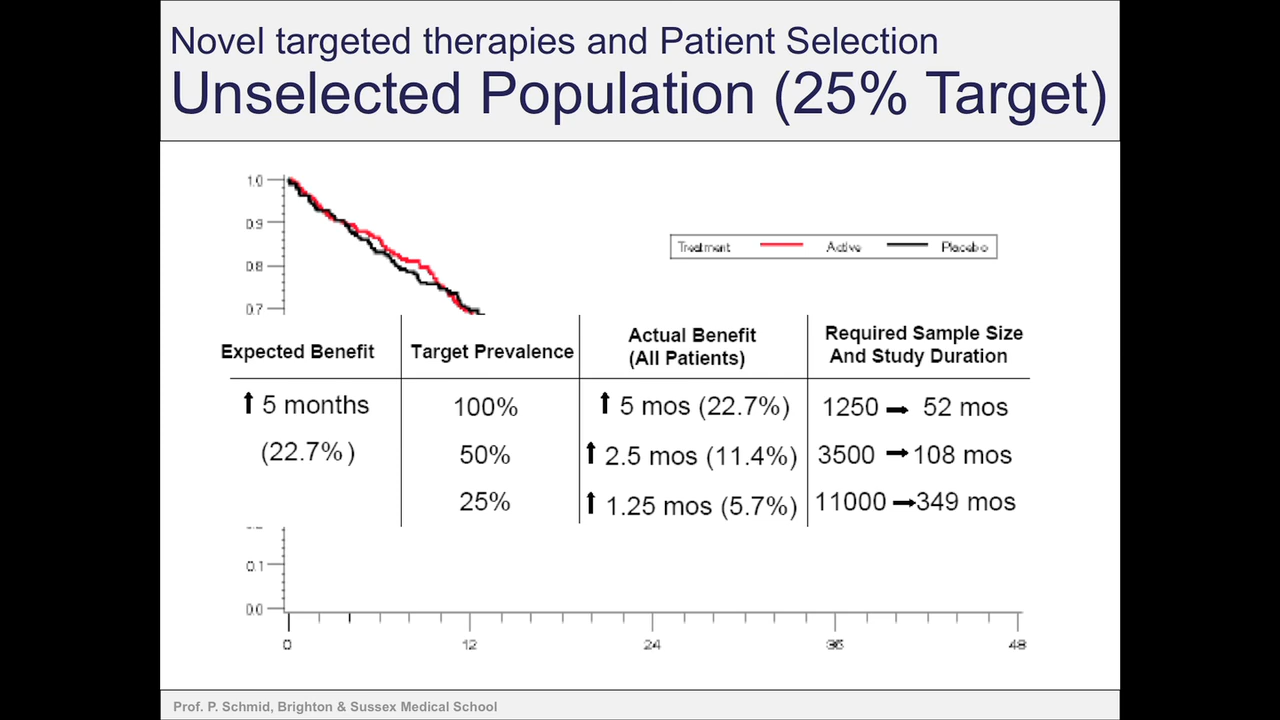 Novel targeted therapies and Patient Selection
Unselected Population (25% Target)
1.0
0.9
0.8
0.7
Treatment Active Placebo
Expected Benefit Target Prevalence Actual Benefit (All Patients) Required Sample Size And Study Duration
⬆ 5 months 100% ⬆ 5 mos (22.7%) 1250 ➡ 52 mos
(22.7%) 50% ⬆ 2.5 mos (11.4%) 3500 ➡ 108 mos
25% ⬆ 1.25 mos (5.7%) 11000 ➡ 349 mos
0.1
0.0
0 12 24 36 48
Prof. P. Schmid, Brighton & Sussex Medical School